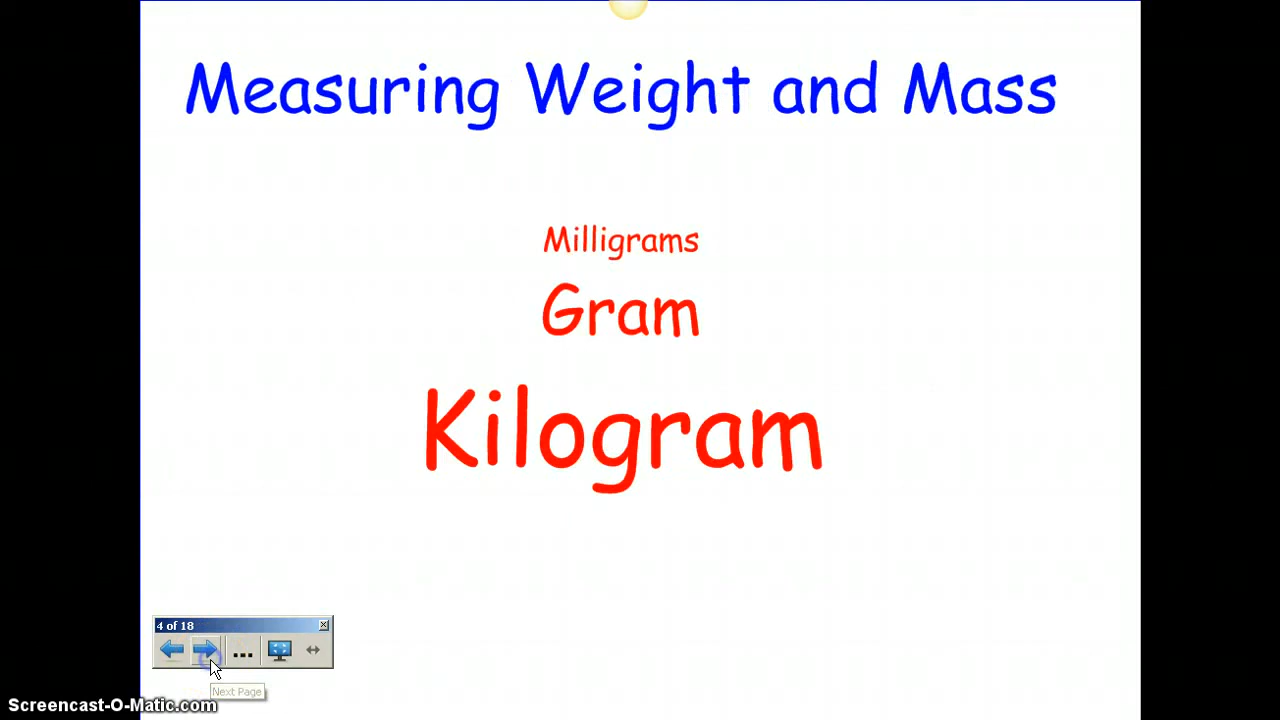 Measuring Weight and Mass
Milligrams
Gram
Kilogram
4 of 18
...
Next Page
Screencast-O-Matic.com